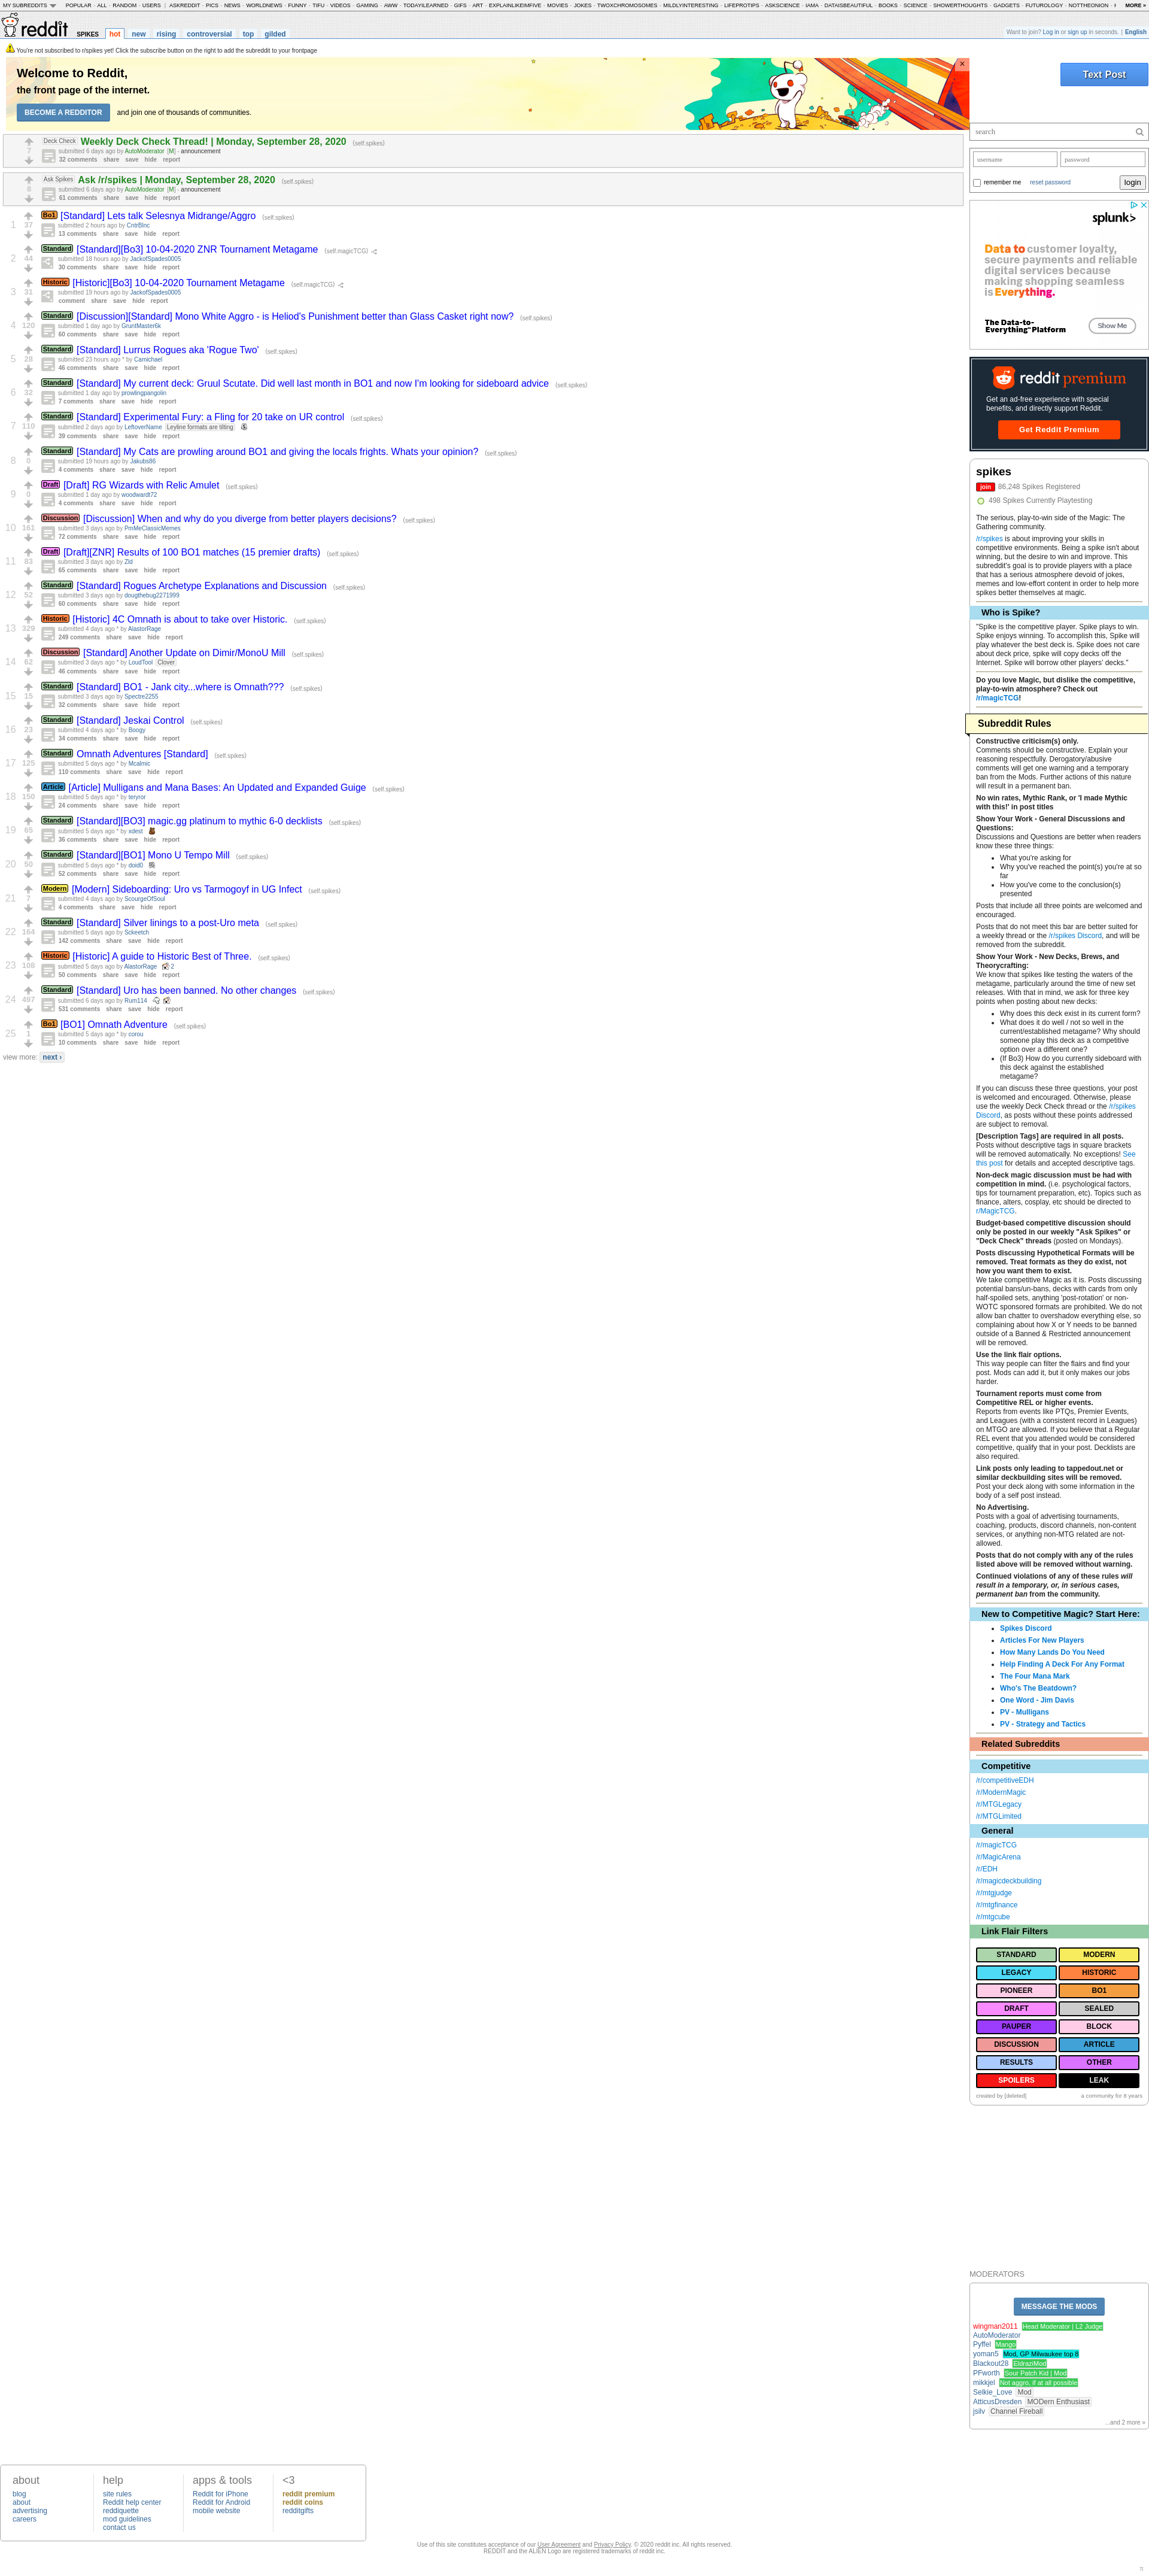 MY SUBREDDITS POPULAR - ALL - RANDOM - USERS | ASKREDDIT - PICS - NEWS - WORLDNEWS - FUNNY - TIFU - VIDEOS - GAMING - AWW - TODAYILEARNED - GIFS - ART - EXPLAINLIKEIMFIVE - MOVIES - JOKES - TWOXCHROMOSOMES - MILDLYINTERESTING - LIFEPROTIPS - ASKSCIENCE - IAMA - DATAISBEAUTIFUL - BOOKS - SCIENCE - SHOWERTHOUGHTS - GADGETS - FUTUROLOGY - NOTTHEONION - MORE »
reddit SPIKES hot new rising controversial top gilded
Want to join? Log in or sign up in seconds. | English
You're not subscribed to r/spikes yet! Click the subscribe button on the right to add the subreddit to your frontpage
Welcome to Reddit,
the front page of the internet.
BECOME A REDDITOR and join one of thousands of communities.
×
Deck Check Weekly Deck Check Thread! | Monday, September 28, 2020 (self.spikes)
7
submitted 6 days ago by AutoModerator [M] - announcement
32 comments share save hide report
Ask Spikes Ask /r/spikes | Monday, September 28, 2020 (self.spikes)
8
submitted 6 days ago by AutoModerator [M] - announcement
61 comments share save hide report
Bo1 [Standard] Lets talk Selesnya Midrange/Aggro (self.spikes)
1 37 submitted 2 hours ago by CntrBlnc
13 comments share save hide report
Standard [Standard][Bo3] 10-04-2020 ZNR Tournament Metagame (self.magicTCG)
2 44 submitted 18 hours ago by JackofSpades0005
30 comments share save hide report
Historic [Historic][Bo3] 10-04-2020 Tournament Metagame (self.magicTCG)
3 31 submitted 19 hours ago by JackofSpades0005
comment share save hide report
Standard [Discussion][Standard] Mono White Aggro - is Heliod's Punishment better than Glass Casket right now? (self.spikes)
4 120 submitted 1 day ago by GruntMaster6k
60 comments share save hide report
Standard [Standard] Lurrus Rogues aka 'Rogue Two' (self.spikes)
5 28 submitted 23 hours ago * by Carnichael
46 comments share save hide report
Standard [Standard] My current deck: Gruul Scutate. Did well last month in BO1 and now I'm looking for sideboard advice (self.spikes)
6 32 submitted 1 day ago by prowlingpangolin
7 comments share save hide report
Standard [Standard] Experimental Fury: a Fling for 20 take on UR control (self.spikes)
7 110 submitted 2 days ago by LeftoverName Leyline formats are tilting
39 comments share save hide report
Standard [Standard] My Cats are prowling around BO1 and giving the locals frights. Whats your opinion? (self.spikes)
8 0 submitted 19 hours ago by Jakubs86
4 comments share save hide report
Draft [Draft] RG Wizards with Relic Amulet (self.spikes)
9 0 submitted 1 day ago by woodwardt72
4 comments share save hide report
Discussion [Discussion] When and why do you diverge from better players decisions? (self.spikes)
10 161 submitted 3 days ago by PmMeClassicMemes
72 comments share save hide report
Draft [Draft][ZNR] Results of 100 BO1 matches (15 premier drafts) (self.spikes)
11 83 submitted 3 days ago by Zld
65 comments share save hide report
Standard [Standard] Rogues Archetype Explanations and Discussion (self.spikes)
12 52 submitted 3 days ago by dougthebug2271999
60 comments share save hide report
Historic [Historic] 4C Omnath is about to take over Historic. (self.spikes)
13 329 submitted 4 days ago * by AlastorRage
249 comments share save hide report
Discussion [Standard] Another Update on Dimir/MonoU Mill (self.spikes)
14 62 submitted 3 days ago * by LoudTool Clover
46 comments share save hide report
Standard [Standard] BO1 - Jank city...where is Omnath??? (self.spikes)
15 15 submitted 3 days ago by Spectre2255
32 comments share save hide report
Standard [Standard] Jeskai Control (self.spikes)
16 23 submitted 4 days ago * by Boogy
34 comments share save hide report
Standard Omnath Adventures [Standard] (self.spikes)
17 125 submitted 5 days ago * by Mcalmic
110 comments share save hide report
Article [Article] Mulligans and Mana Bases: An Updated and Expanded Guige (self.spikes)
18 150 submitted 5 days ago * by teryror
24 comments share save hide report
Standard [Standard][BO3] magic.gg platinum to mythic 6-0 decklists (self.spikes)
19 65 submitted 5 days ago * by xdest
36 comments share save hide report
Standard [Standard][BO1] Mono U Tempo Mill (self.spikes)
20 50 submitted 5 days ago * by doid0
52 comments share save hide report
Modern [Modern] Sideboarding: Uro vs Tarmogoyf in UG Infect (self.spikes)
21 7 submitted 4 days ago by ScourgeOfSoul
4 comments share save hide report
Standard [Standard] Silver linings to a post-Uro meta (self.spikes)
22 164 submitted 5 days ago by Sckeetch
142 comments share save hide report
Historic [Historic] A guide to Historic Best of Three. (self.spikes)
23 108 submitted 5 days ago by AlastorRage 2
50 comments share save hide report
Standard [Standard] Uro has been banned. No other changes (self.spikes)
24 497 submitted 6 days ago by Rum114
531 comments share save hide report
Bo1 [BO1] Omnath Adventure (self.spikes)
25 1 submitted 5 days ago * by corou
10 comments share save hide report
view more: next ›
Text Post
search
username password
remember me reset password login
splunk>
Data to customer loyalty,
secure payments and reliable
digital services because
making shopping seamless
is Everything.
The Data-to-
Everything™Platform Show Me
reddit premium
Get an ad-free experience with special
benefits, and directly support Reddit.
Get Reddit Premium
spikes
join 86,248 Spikes Registered
498 Spikes Currently Playtesting
The serious, play-to-win side of the Magic: The
Gathering community.
/r/spikes is about improving your skills in
competitive environments. Being a spike isn't about
winning, but the desire to win and improve. This
subreddit's goal is to provide players with a place
that has a serious atmosphere devoid of jokes,
memes and low-effort content in order to help more
spikes better themselves at magic.
Who is Spike?
"Spike is the competitive player. Spike plays to win.
Spike enjoys winning. To accomplish this, Spike will
play whatever the best deck is. Spike does not care
about deck price, spike will copy decks off the
Internet. Spike will borrow other players' decks."
Do you love Magic, but dislike the competitive,
play-to-win atmosphere? Check out
/r/magicTCG!
Subreddit Rules
Constructive criticism(s) only.
Comments should be constructive. Explain your
reasoning respectfully. Derogatory/abusive
comments will get one warning and a temporary
ban from the Mods. Further actions of this nature
will result in a permanent ban.
No win rates, Mythic Rank, or 'I made Mythic
with this!' in post titles
Show Your Work - General Discussions and
Questions:
Discussions and Questions are better when readers
know these three things:
• What you're asking for
• Why you've reached the point(s) you're at so
far
• How you've come to the conclusion(s)
presented
Posts that include all three points are welcomed and
encouraged.
Posts that do not meet this bar are better suited for
a weekly thread or the /r/spikes Discord, and will be
removed from the subreddit.
Show Your Work - New Decks, Brews, and
Theorycrafting:
We know that spikes like testing the waters of the
metagame, particularly around the time of new set
releases. With that in mind, we ask for three key
points when posting about new decks:
• Why does this deck exist in its current form?
• What does it do well / not so well in the
current/established metagame? Why should
someone play this deck as a competitive
option over a different one?
• (If Bo3) How do you currently sideboard with
this deck against the established
metagame?
If you can discuss these three questions, your post
is welcomed and encouraged. Otherwise, please
use the weekly Deck Check thread or the /r/spikes
Discord, as posts without these points addressed
are subject to removal.
[Description Tags] are required in all posts.
Posts without descriptive tags in square brackets
will be removed automatically. No exceptions! See
this post for details and accepted descriptive tags.
Non-deck magic discussion must be had with
competition in mind. (i.e. psychological factors,
tips for tournament preparation, etc). Topics such as
finance, alters, cosplay, etc should be directed to
r/MagicTCG.
Budget-based competitive discussion should
only be posted in our weekly "Ask Spikes" or
"Deck Check" threads (posted on Mondays).
Posts discussing Hypothetical Formats will be
removed. Treat formats as they do exist, not
how you want them to exist.
We take competitive Magic as it is. Posts discussing
potential bans/un-bans, decks with cards from only
half-spoiled sets, anything 'post-rotation' or non-
WOTC sponsored formats are prohibited. We do not
allow ban chatter to overshadow everything else, so
complaining about how X or Y needs to be banned
outside of a Banned & Restricted announcement
will be removed.
Use the link flair options.
This way people can filter the flairs and find your
post. Mods can add it, but it only makes our jobs
harder.
Tournament reports must come from
Competitive REL or higher events.
Reports from events like PTQs, Premier Events,
and Leagues (with a consistent record in Leagues)
on MTGO are allowed. If you believe that a Regular
REL event that you attended would be considered
competitive, qualify that in your post. Decklists are
also required.
Link posts only leading to tappedout.net or
similar deckbuilding sites will be removed.
Post your deck along with some information in the
body of a self post instead.
No Advertising.
Posts with a goal of advertising tournaments,
coaching, products, discord channels, non-content
services, or anything non-MTG related are not-
allowed.
Posts that do not comply with any of the rules
listed above will be removed without warning.
Continued violations of any of these rules will
result in a temporary, or, in serious cases,
permanent ban from the community.
New to Competitive Magic? Start Here:
• Spikes Discord
• Articles For New Players
• How Many Lands Do You Need
• Help Finding A Deck For Any Format
• The Four Mana Mark
• Who's The Beatdown?
• One Word - Jim Davis
• PV - Mulligans
• PV - Strategy and Tactics
Related Subreddits
Competitive
/r/competitiveEDH
/r/ModernMagic
/r/MTGLegacy
/r/MTGLimited
General
/r/magicTCG
/r/MagicArena
/r/EDH
/r/magicdeckbuilding
/r/mtgjudge
/r/mtgfinance
/r/mtgcube
Link Flair Filters
STANDARD MODERN
LEGACY HISTORIC
PIONEER BO1
DRAFT SEALED
PAUPER BLOCK
DISCUSSION ARTICLE
RESULTS OTHER
SPOILERS LEAK
created by [deleted] a community for 8 years
MODERATORS
MESSAGE THE MODS
wingman2011 Head Moderator | L2 Judge
AutoModerator
Pyffel Mango
yoman5 Mod, GP Milwaukee top 8
Blackout28 EldraziMod
PFworth Sour Patch Kid | Mod
mikkjel Not aggro, if at all possible
Selkie_Love Mod
AtticusDresden MODern Enthusiast
jsilv Channel Fireball
...and 2 more »
about
blog
about
advertising
careers
help
site rules
Reddit help center
reddiquette
mod guidelines
contact us
apps & tools
Reddit for iPhone
Reddit for Android
mobile website
<3
reddit premium
reddit coins
redditgifts
Use of this site constitutes acceptance of our User Agreement and Privacy Policy. © 2020 reddit inc. All rights reserved.
REDDIT and the ALIEN Logo are registered trademarks of reddit inc.
π